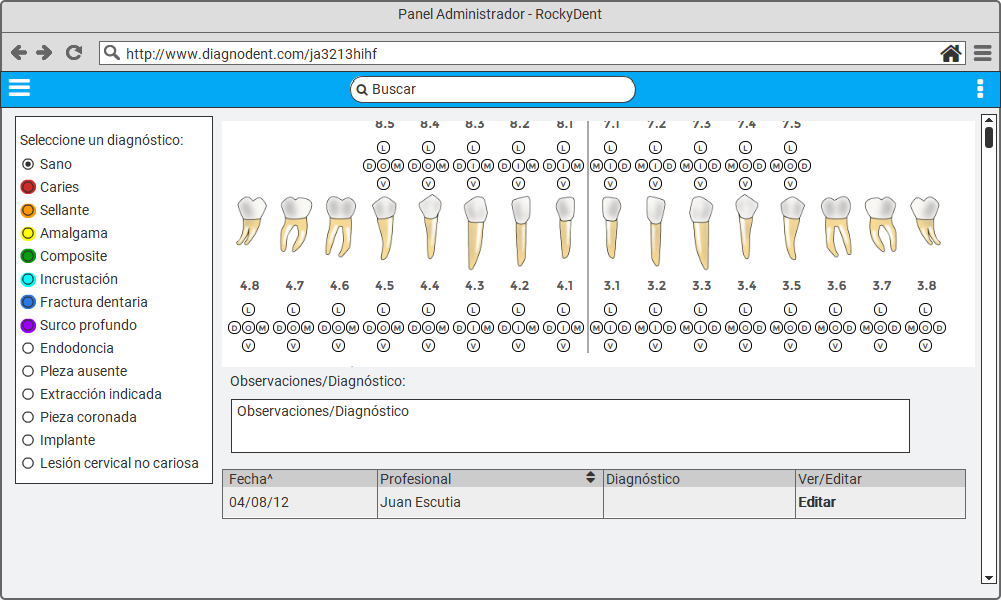 Panel Administrador - RockyDent
http://www.diagnodent.com/ja3213hihf
Buscar
Seleccione un diagnóstico:
Sano
Caries
Sellante
Amalgama
Composite
Incrustación
Fractura dentaria
Surco profundo
Endodoncia
Pleza ausente
Extracción indicada
Pieza coronada
Implante
Lesión cervical no cariosa
8.5 8.4 8.3 8.2 8.1 7.1 7.2 7.3 7.4 7.5
L L L L L L L L L L
D O M D O M D I M D I M D I M M I D M I D M I D M O D M O D
V V V V V V V V V V
4.8 4.7 4.6 4.5 4.4 4.3 4.2 4.1 3.1 3.2 3.3 3.4 3.5 3.6 3.7 3.8
L L L L L L L L L L L L L L L L
D O M D O M D O M D O M D O M D I M D I M D I M M I D M I D M I D M O D M O D M O D M O D M O D
V V V V V V V V V V V V V V V V
Observaciones/Diagnóstico:
Observaciones/Diagnóstico
Fecha^ Profesional Diagnóstico Ver/Editar
04/08/12 Juan Escutia Editar